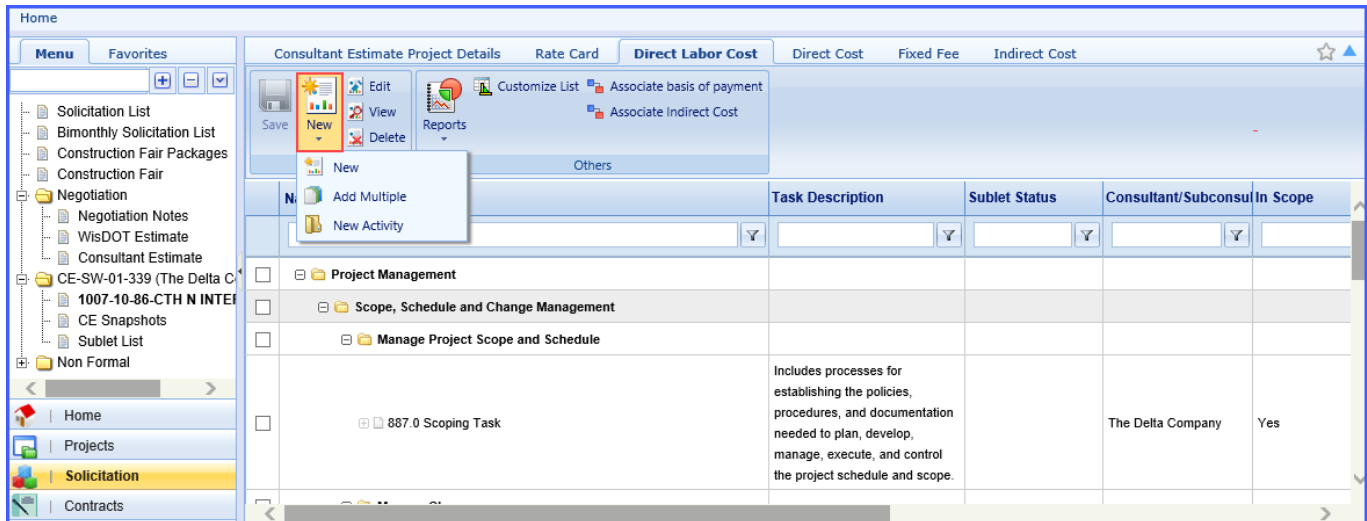 Home
Menu Favorites
Consultant Estimate Project Details Rate Card Direct Labor Cost Direct Cost Fixed Fee Indirect Cost
Save
New
Edit
View
Delete
Reports
Customize List
Associate basis of payment
Associate Indirect Cost
Others
New
Add Multiple
New Activity
Solicitation List
Bimonthly Solicitation List
Construction Fair Packages
Construction Fair
Negotiation
Negotiation Notes
WisDOT Estimate
Consultant Estimate
CE-SW-01-339 (The Delta C
1007-10-86-CTH N INTER
CE Snapshots
Sublet List
Non Formal
Home
Projects
Solicitation
Contracts
Task Description Sublet Status Consultant/Subconsul In Scope
Project Management
Scope, Schedule and Change Management
Manage Project Scope and Schedule
887.0 Scoping Task
Includes processes for
establishing the policies,
procedures, and documentation
needed to plan, develop,
manage, execute, and control
the project schedule and scope.
The Delta Company
Yes